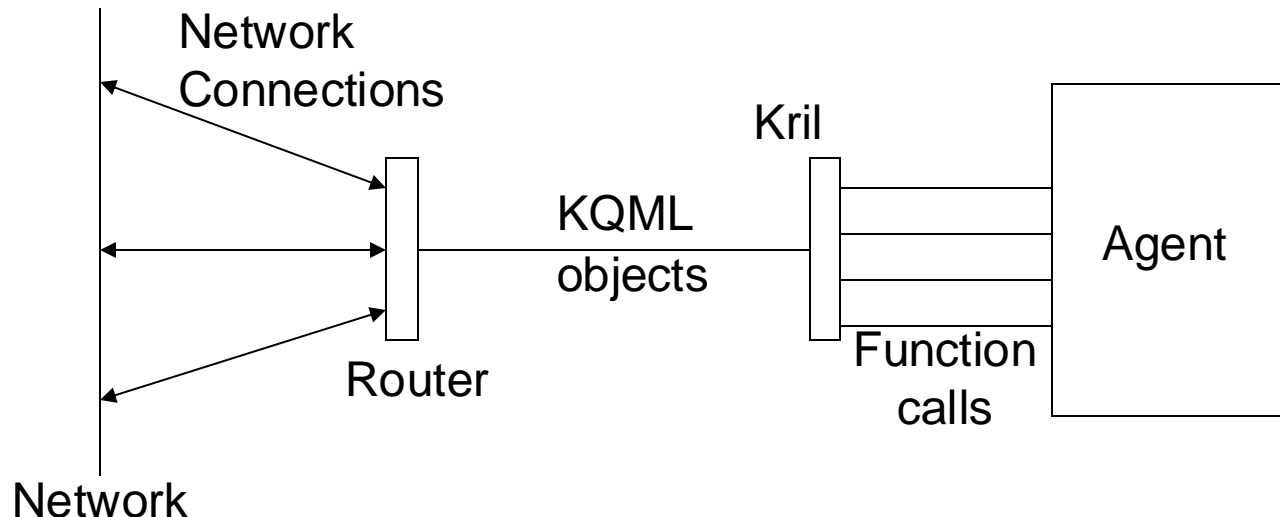 Network
Connections
Kril
KQML
objects
Agent
Router
Function
calls
Network